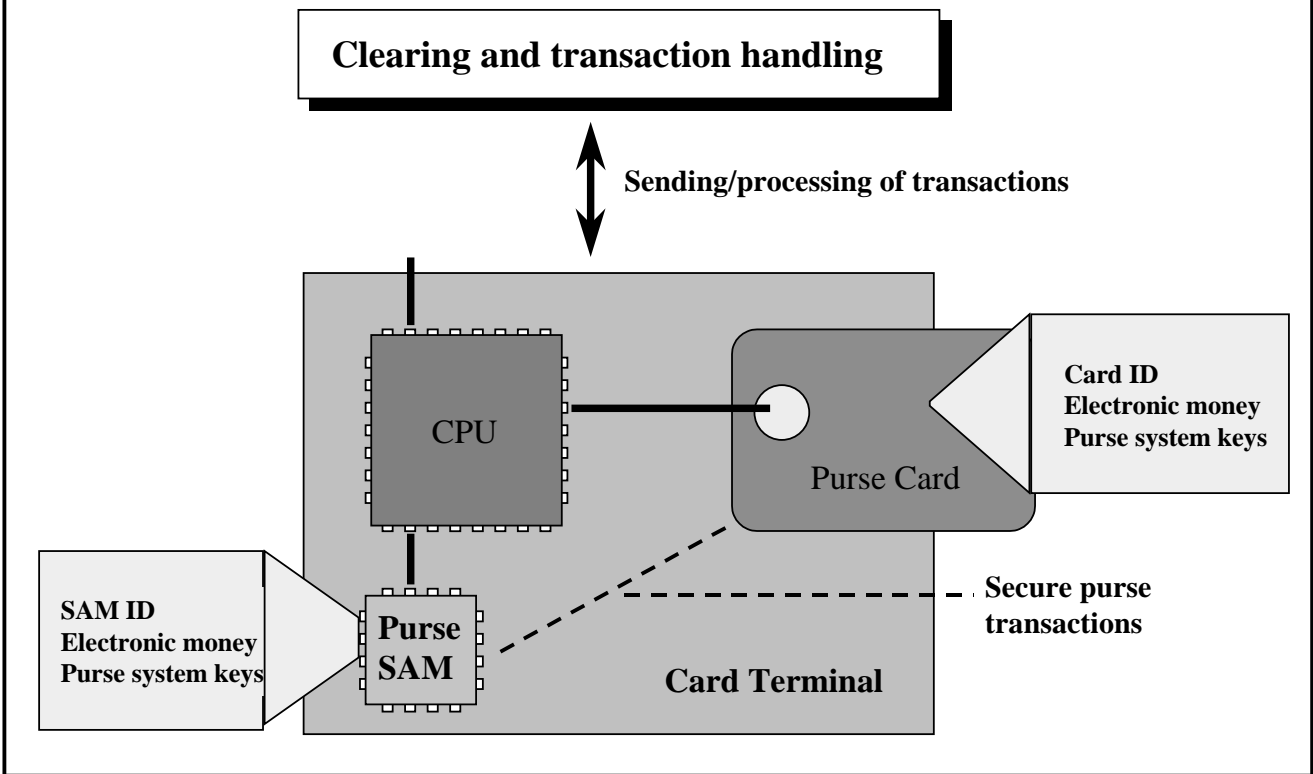 Clearing and transaction handling
Sending/processing of transactions
CPU
Purse Card
Card ID
Electronic money
Purse system keys
SAM ID
Electronic money
Purse system keys
Purse
SAM
Secure purse
transactions
Card Terminal